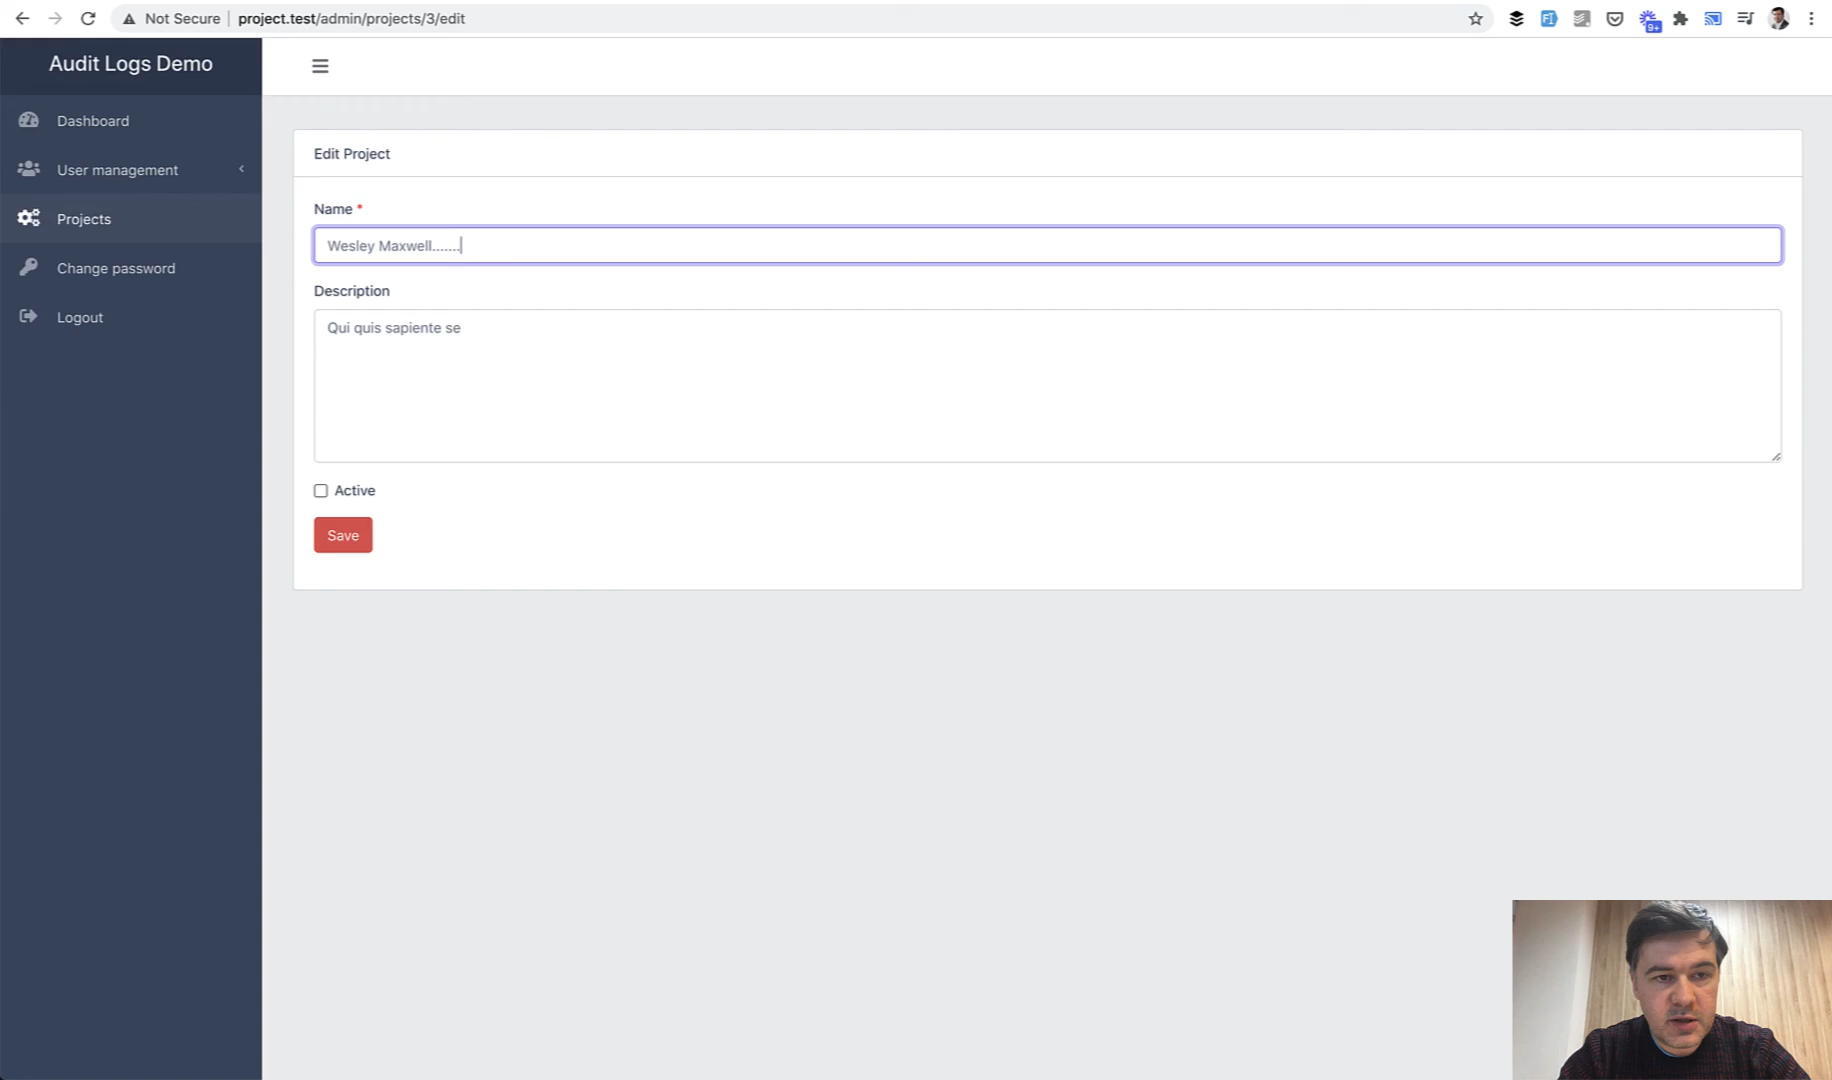 Not Secure | project.test/admin/projects/3/edit
9+
Audit Logs Demo
Dashboard
User management
Projects
Change password
Logout
Edit Project
Name *
Wesley Maxwell.......
Description
Qui quis sapiente se
Active
Save